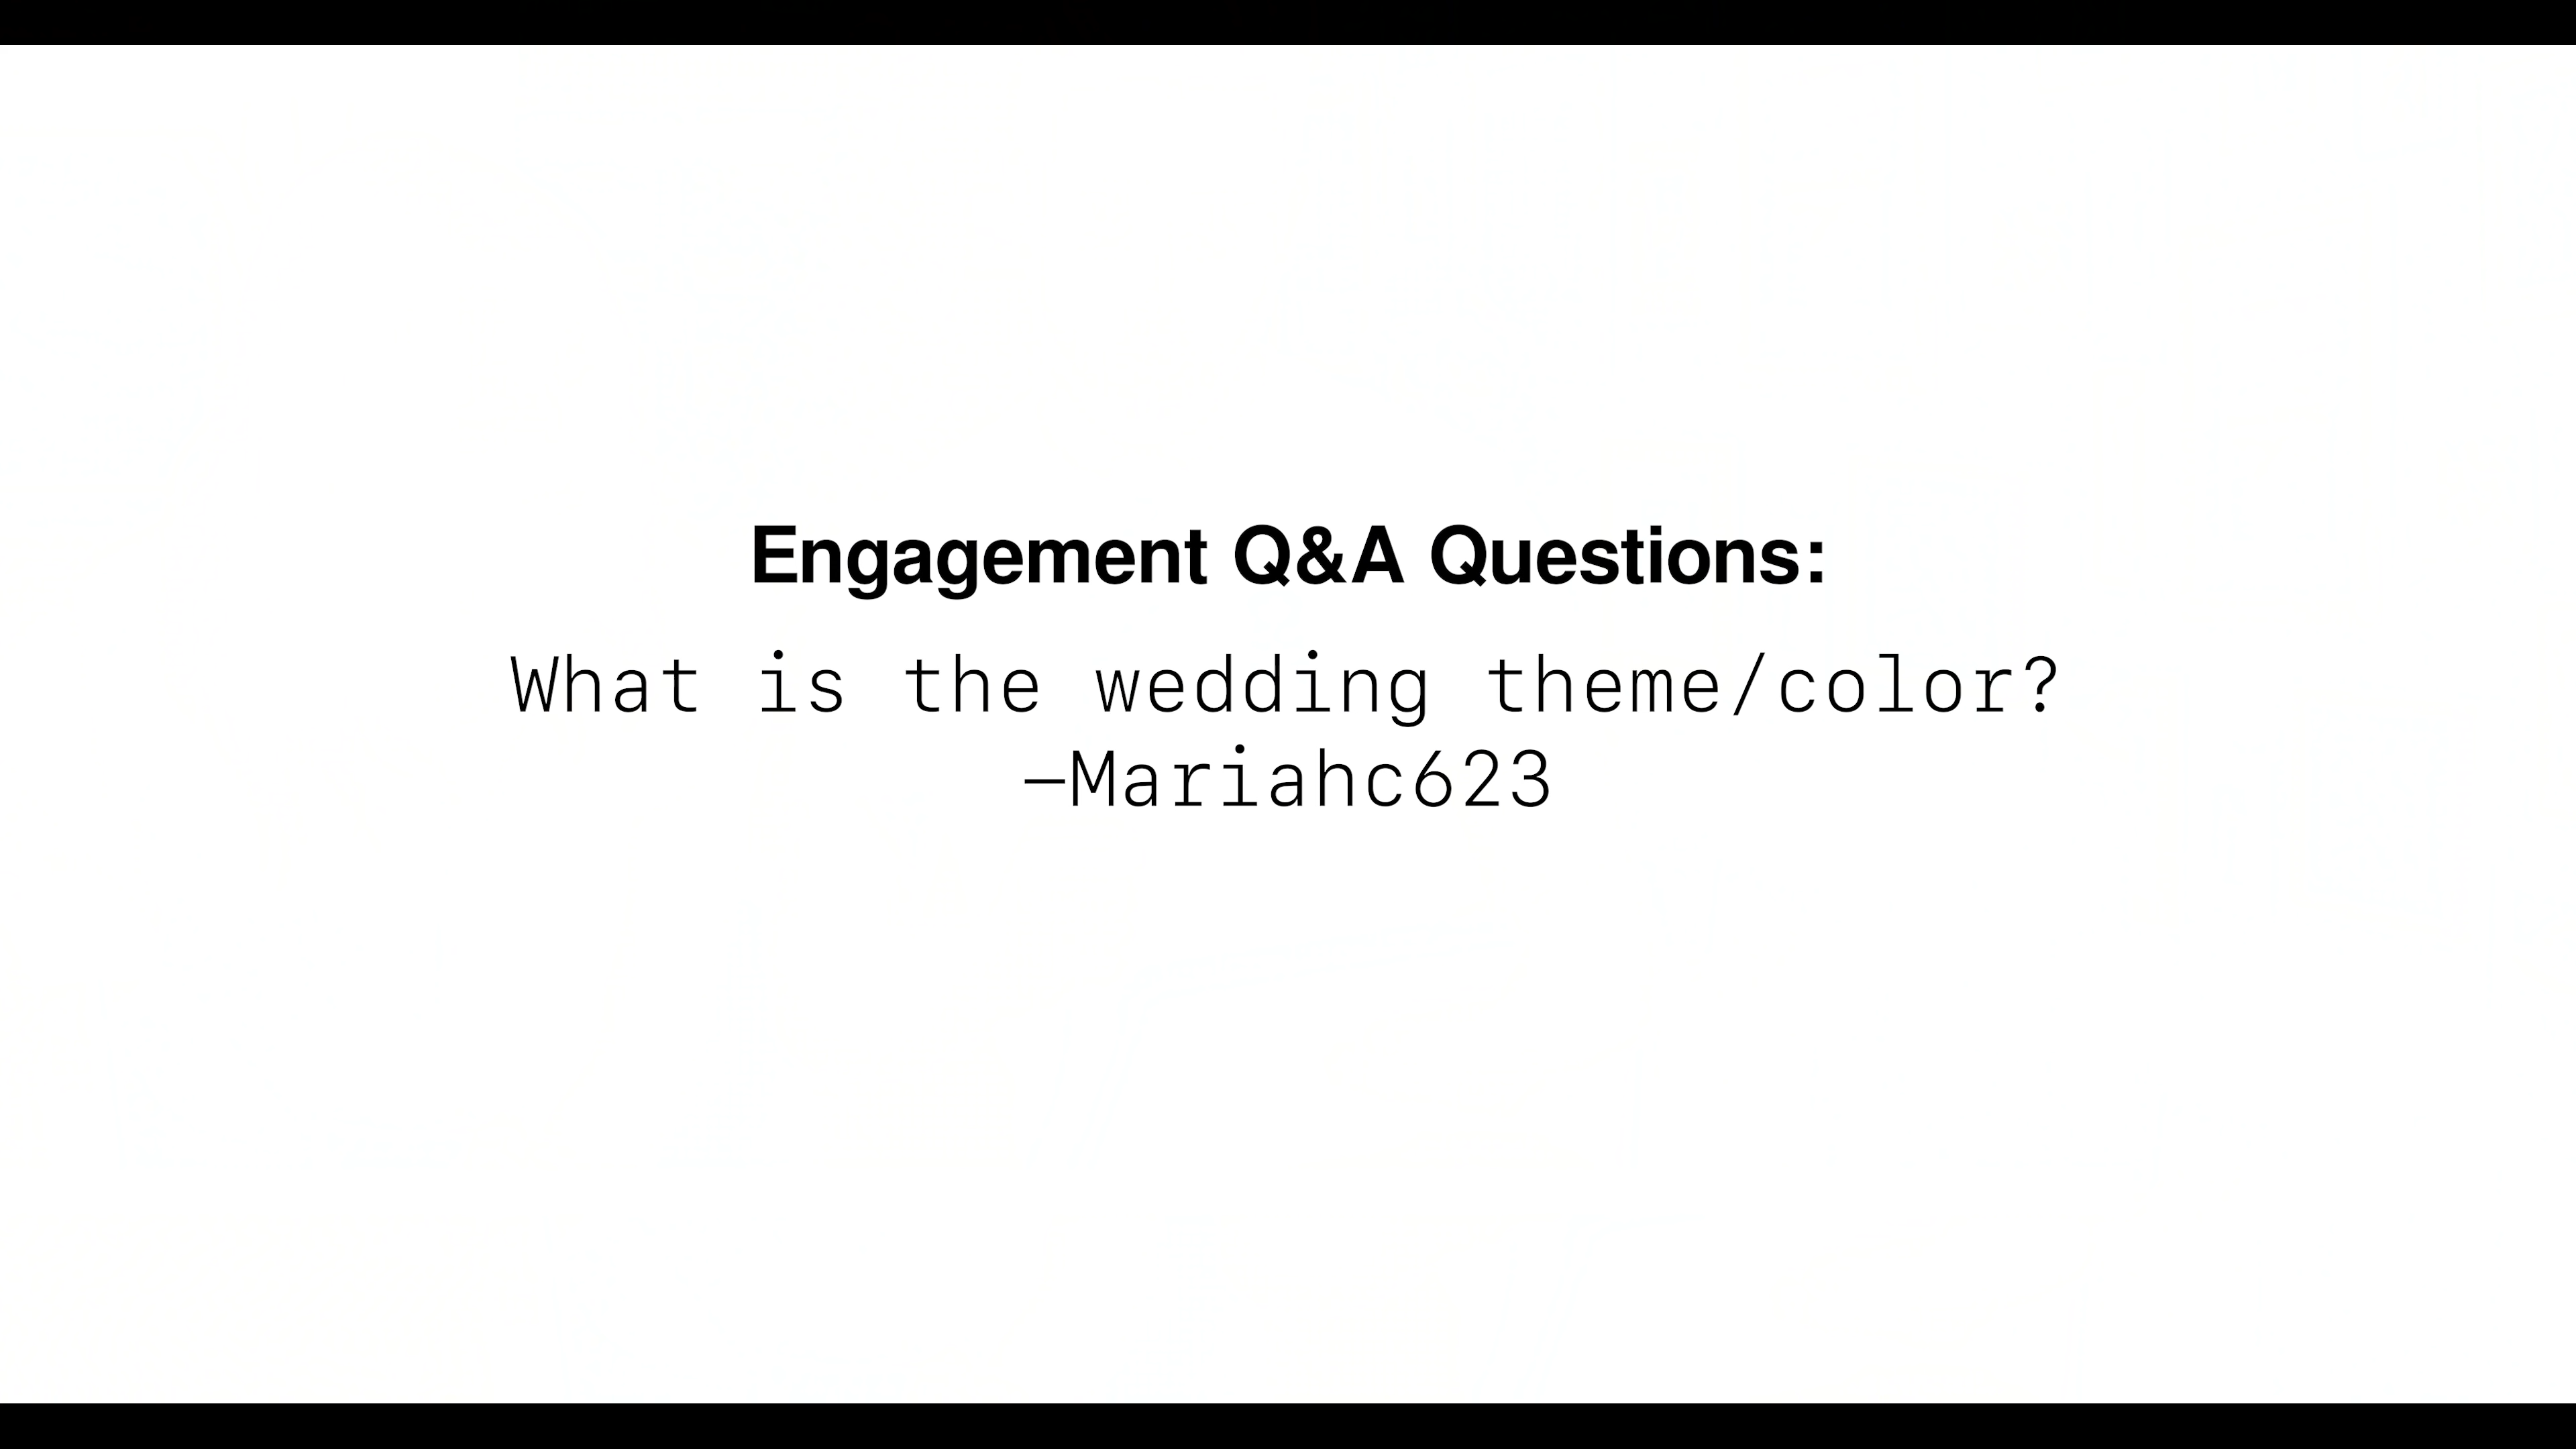 Engagement Q&A Questions:
What is the wedding theme/color?
–Mariahc623